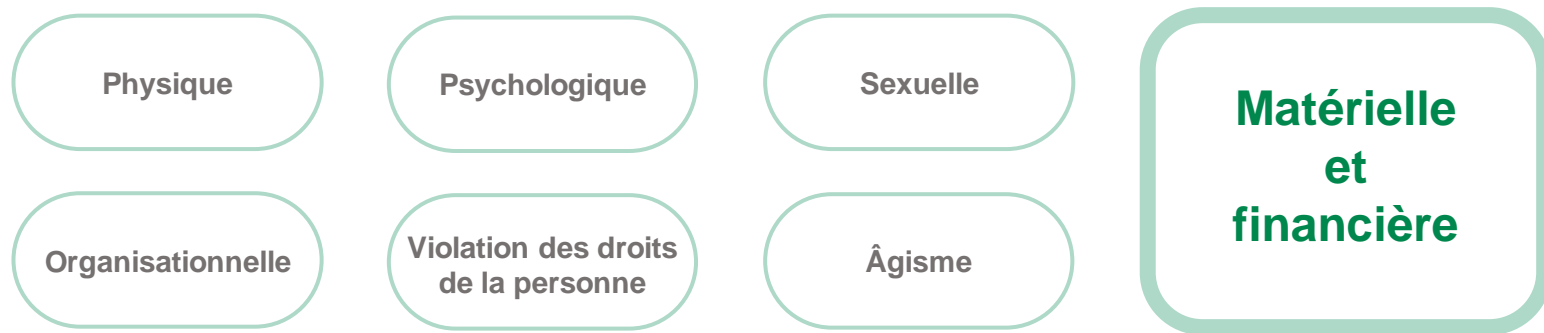 Physique
Psychologique
Sexuelle
Matérielle
et
financière
Organisationnelle
Violation des droits
de la personne
Âgisme